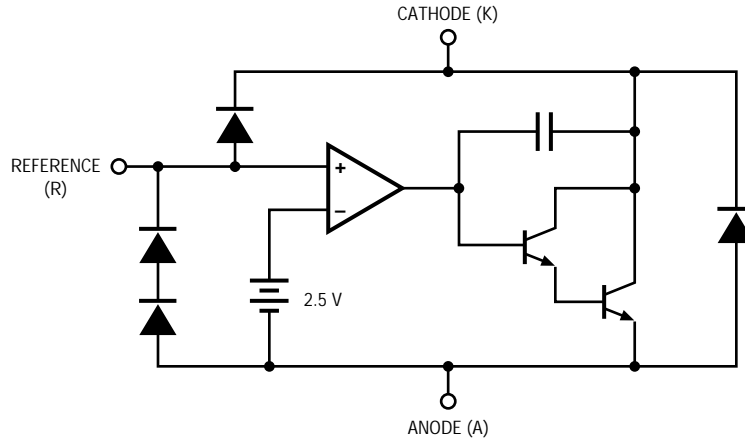 CATHODE (K)
REFERENCE
(R)
+
–
2.5 V
ANODE (A)